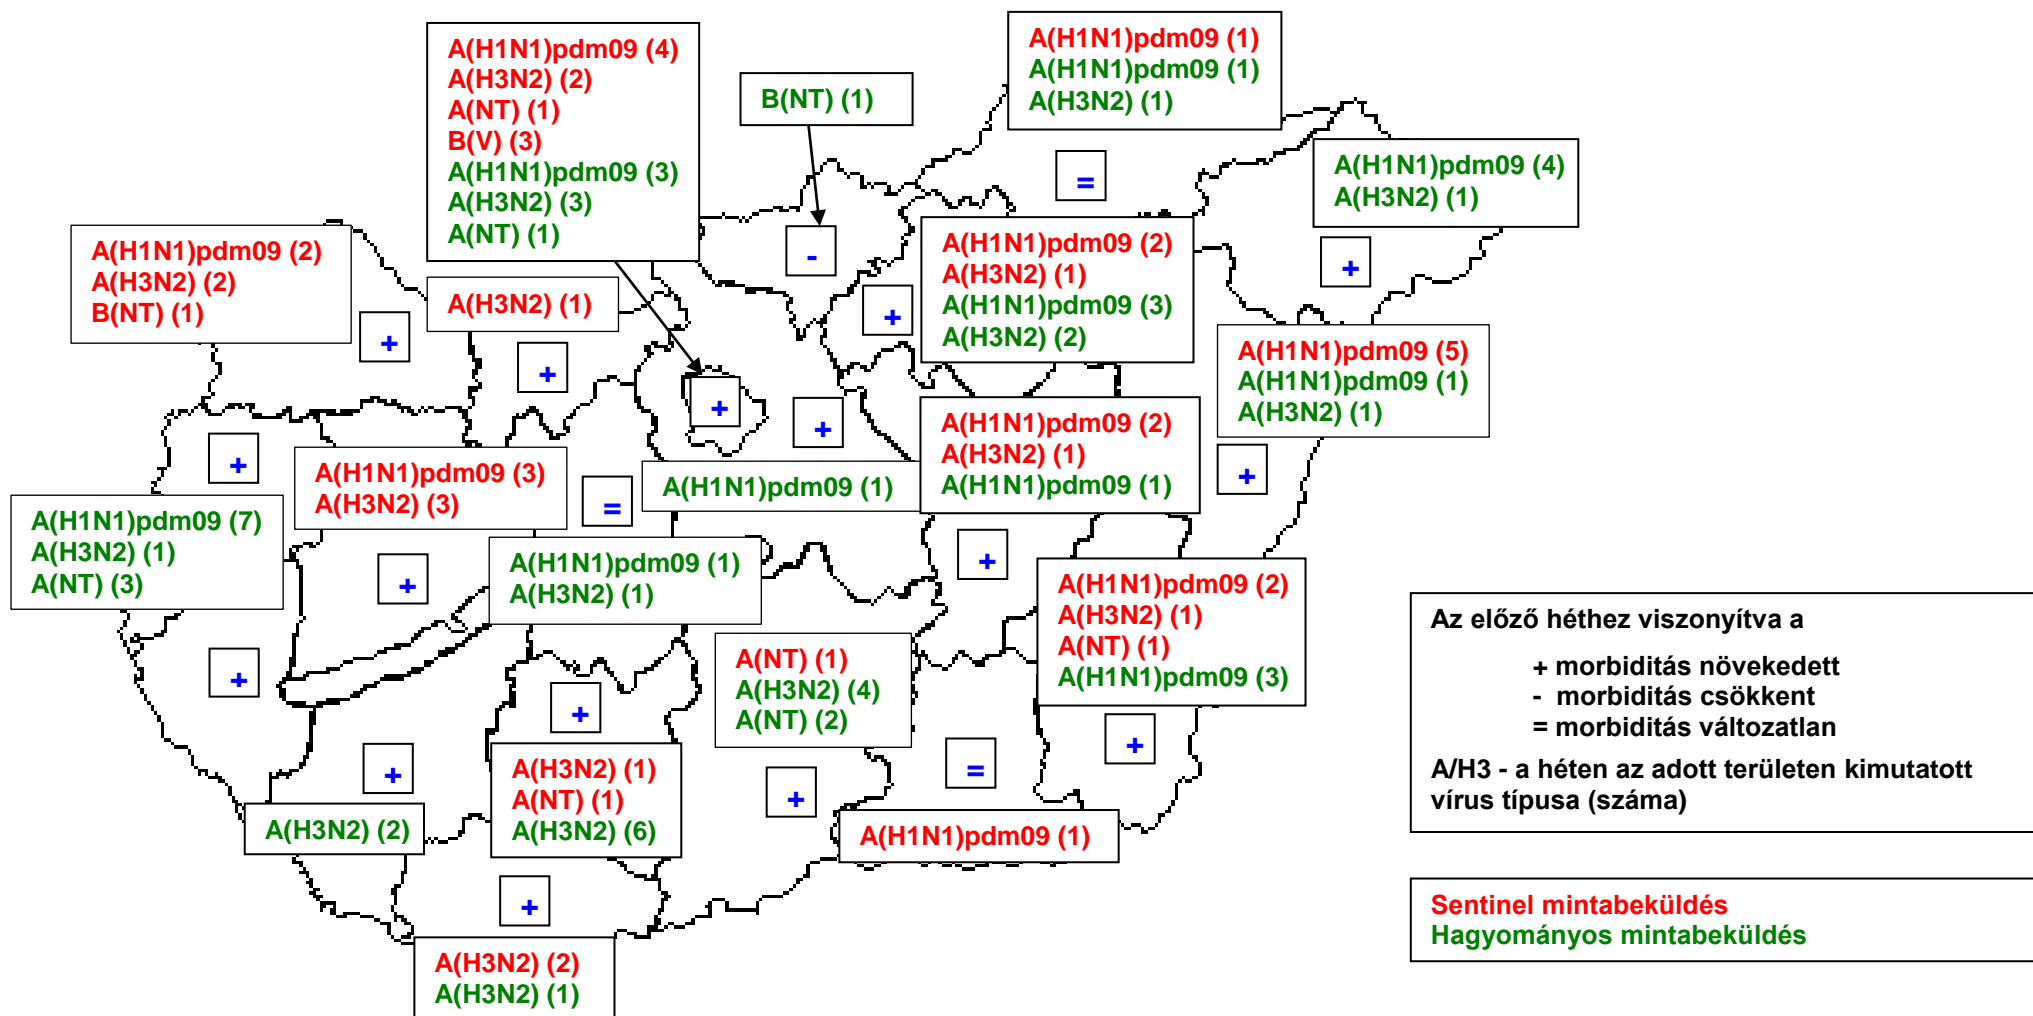 A(H1N1)pdm09 (4)
A(H3N2) (2)
A(NT) (1)
B(V) (3)
A(H1N1)pdm09 (3)
A(H3N2) (3)
A(NT) (1)
B(NT) (1)
A(H1N1)pdm09 (1)
A(H1N1)pdm09 (1)
A(H3N2) (1)
A(H1N1)pdm09 (4)
A(H3N2) (1)
=
-
+
A(H1N1)pdm09 (2)
A(H3N2) (2)
B(NT) (1)
+
A(H3N2) (1)
+
+
A(H1N1)pdm09 (2)
A(H3N2) (1)
A(H1N1)pdm09 (3)
A(H3N2) (2)
A(H1N1)pdm09 (5)
A(H1N1)pdm09 (1)
A(H3N2) (1)
+
+
+
+
A(H1N1)pdm09 (3)
A(H3N2) (3)
=
A(H1N1)pdm09 (1)
A(H1N1)pdm09 (2)
A(H3N2) (1)
A(H1N1)pdm09 (1)
A(H1N1)pdm09 (7)
A(H3N2) (1)
A(NT) (3)
+
A(H1N1)pdm09 (1)
A(H3N2) (1)
+
A(H1N1)pdm09 (2)
A(H3N2) (1)
A(NT) (1)
A(H1N1)pdm09 (3)
+
+
A(NT) (1)
A(H3N2) (4)
A(NT) (2)
+
+
A(H3N2) (1)
A(NT) (1)
A(H3N2) (6)
+
=
A(H3N2) (2)
A(H1N1)pdm09 (1)
+
A(H3N2) (2)
A(H3N2) (1)
Az előző héthez viszonyítva a
+ morbiditás növekedett
- morbiditás csökkent
= morbiditás változatlan
A/H3 - a héten az adott területen kimutatott
vírus típusa (száma)
Sentinel mintabeküldés
Hagyományos mintabeküldés